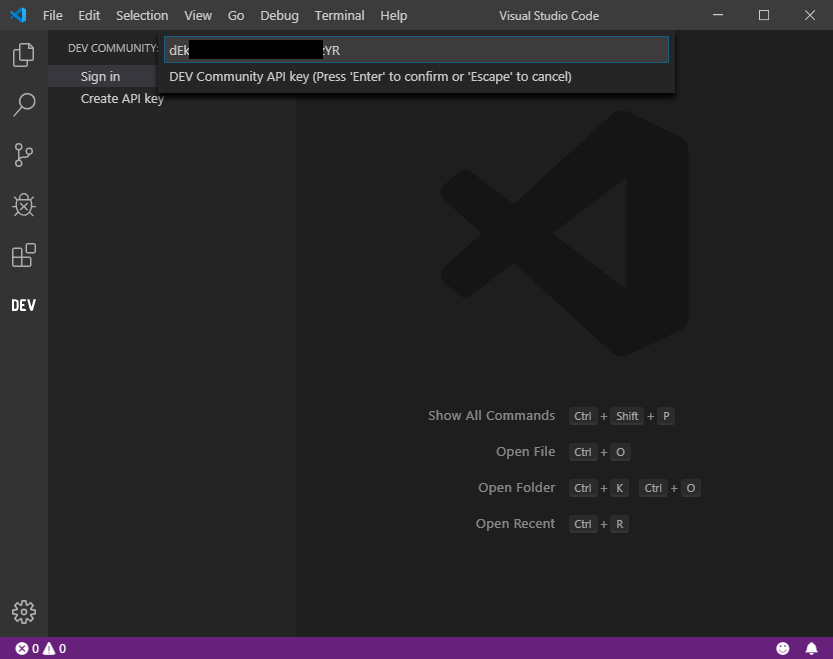 File Edit Selection View Go Debug Terminal Help Visual Studio Code
DEV COMMUNITY:
dEk zYR
DEV Community API key (Press 'Enter' to confirm or 'Escape' to cancel)
Sign in
Create API key
DEV
Show All Commands Ctrl + Shift + P
Open File Ctrl + O
Open Folder Ctrl + K Ctrl + O
Open Recent Ctrl + R
0 0